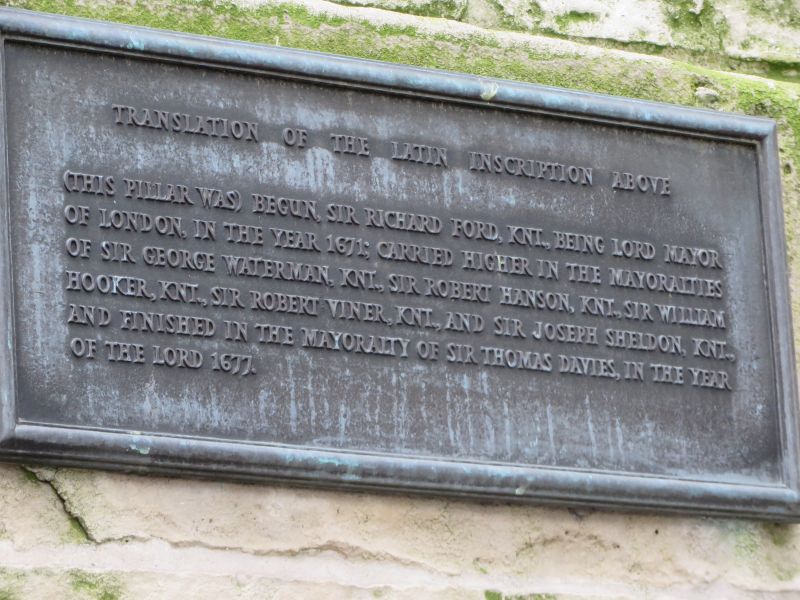 TRANSLATION OF THE LATIN INSCRIPTION ABOVE
(THIS PILLAR WAS) BEGUN, SIR RICHARD FORD, KNT., BEING LORD MAYOR
OF LONDON, IN THE YEAR 1671; CARRIED HIGHER IN THE MAYORALTIES
OF SIR GEORGE WATERMAN, KNT., SIR ROBERT HANSON, KNT., SIR WILLIAM
HOOKER, KNT., SIR ROBERT VINER, KNT., AND SIR JOSEPH SHELDON, KNT.,
AND FINISHED IN THE MAYORALTY OF SIR THOMAS DAVIES, IN THE YEAR
OF THE LORD 1677.